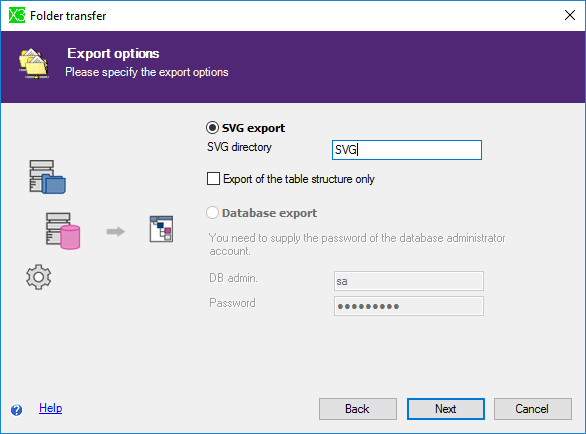 X3 Folder transfer
Export options
Please specify the export options
SVG export
SVG directory SVG
Export of the table structure only
Database export
You need to supply the password of the database administrator
account.
DB admin. sa
Password •••••••••
? Help Back Next Cancel